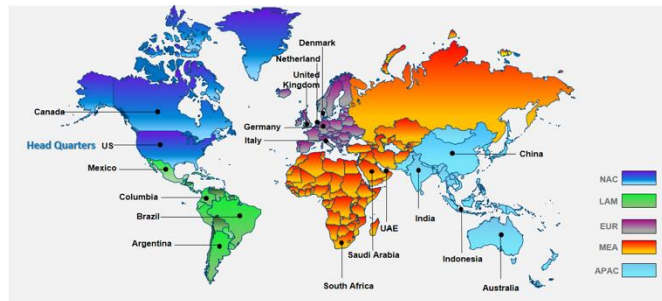 Denmark
Netherland
United
Kingdom
Canada
Germany
US
Head Quarters
Italy
China
Mexico
Columbia
Brazil
India
UAE
Argentina
Saudi Arabia
Indonesia
South Africa
Australia
NAC
LAM
EUR
MEA
APAC